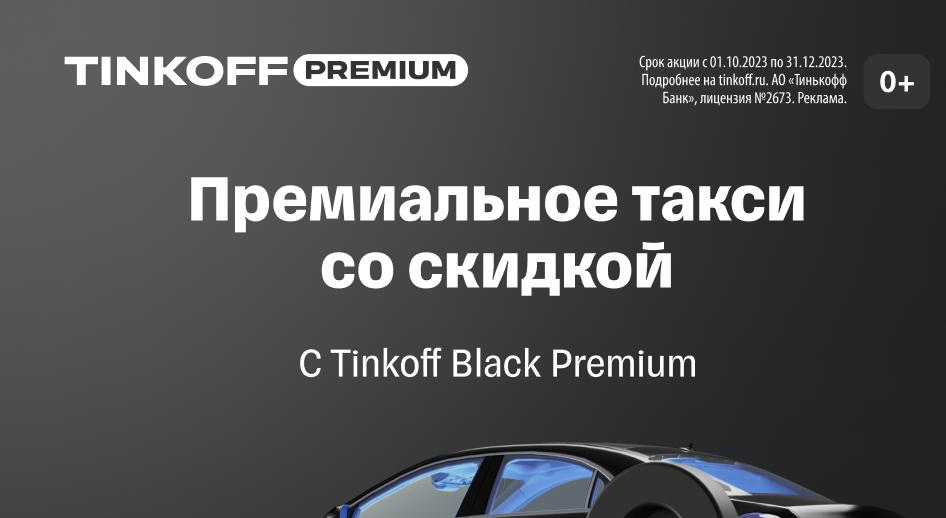 TINKOFF PREMIUM
Срок акции с 01.10.2023 по 31.12.2023.
Подробнее на tinkoff.ru. АО «Тинькофф
Банк», лицензия №2673. Реклама.
0+
Премиальное такси
со скидкой
С Tinkoff Black Premium